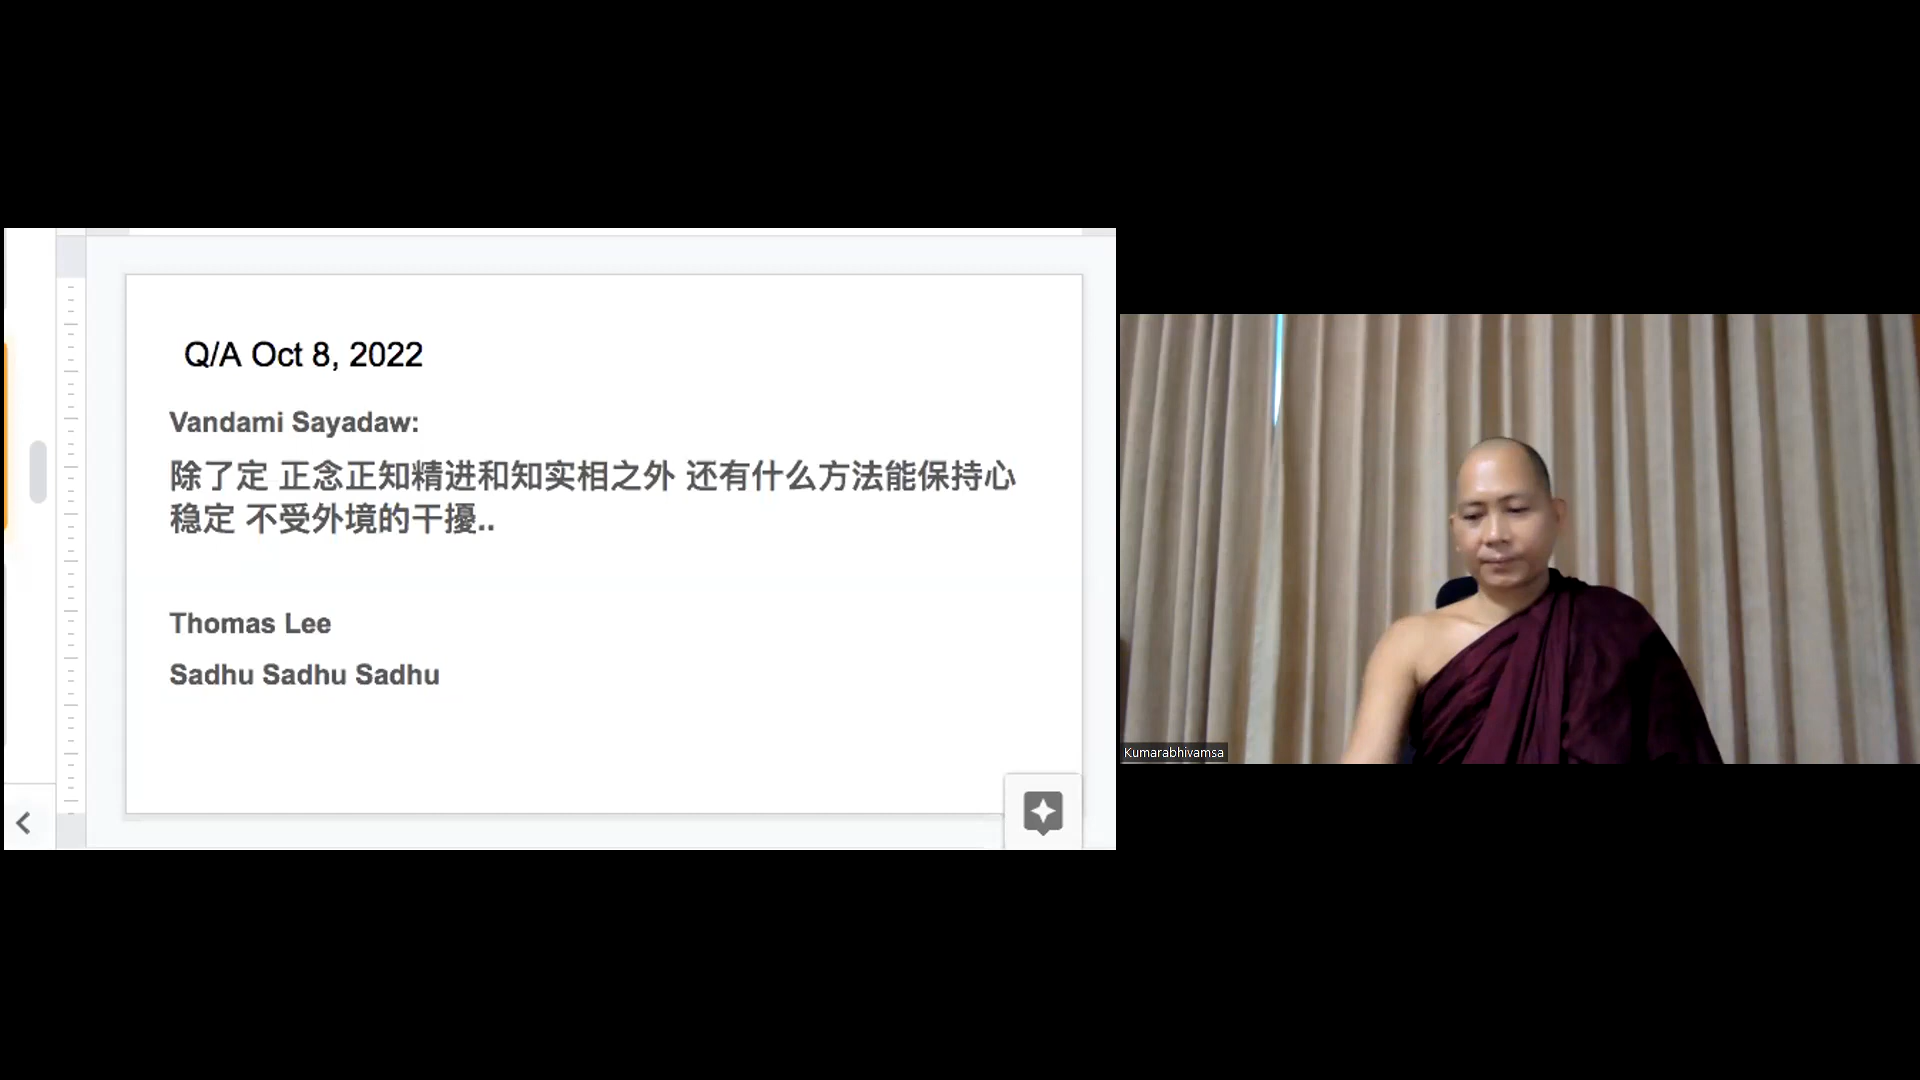 Q/A Oct 8, 2022
Vandami Sayadaw:
除了定 正念正知精进和知实相之外 还有什么方法能保持心
稳定 不受外境的干擾..
Thomas Lee
Sadhu Sadhu Sadhu
Kumarabhivamsa